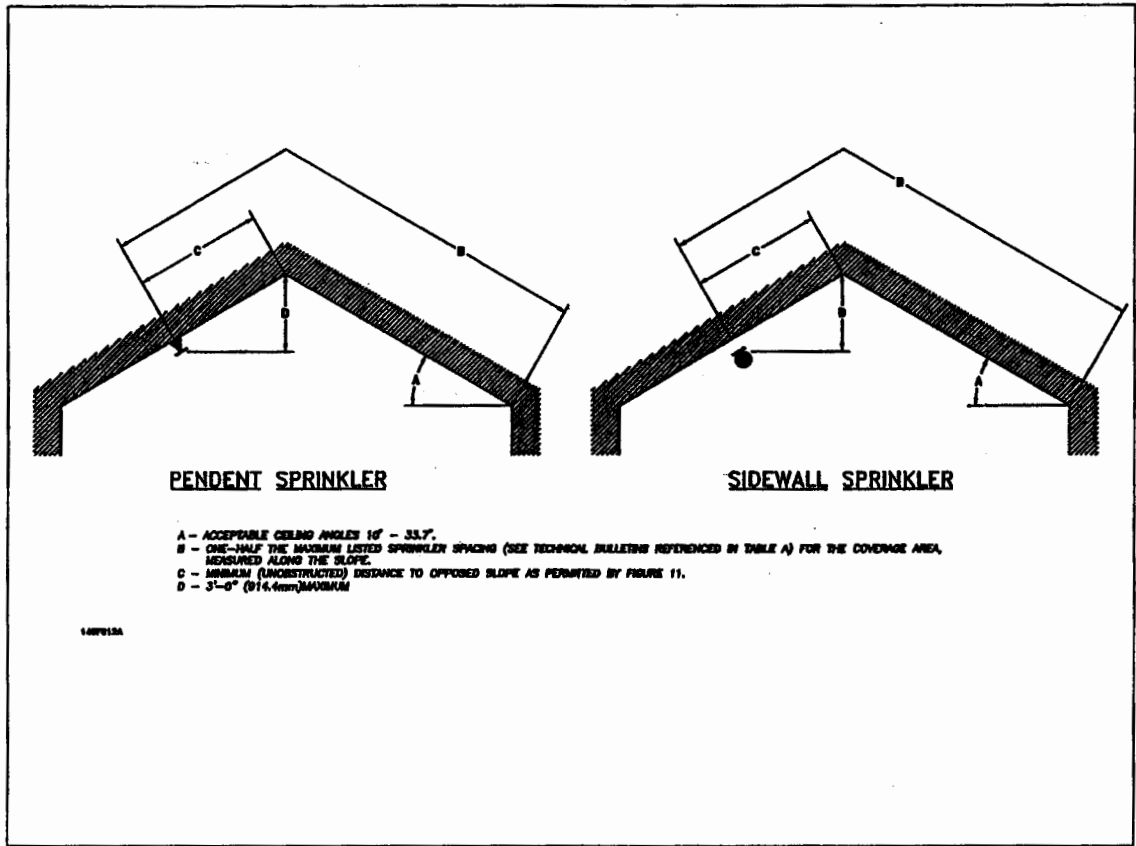 B
B
C
C
D
D
A
A
PENDENT SPRINKLER
SIDEWALL SPRINKLER
A – ACCEPTABLE CEILING ANGLES 10° – 33.7°.
B – ONE–HALF THE MAXIMUM LISTED SPRINKLER SPACING (SEE TECHNICAL BULLETINS REFERENCED IN TABLE A) FOR THE COVERAGE AREA,
MEASURED ALONG THE SLOPE.
C – MINIMUM (UNOBSTRUCTED) DISTANCE TO OPPOSED SLOPE AS PERMITTED BY FIGURE 11.
D – 3'–0" (914.4mm)MAXIMUM